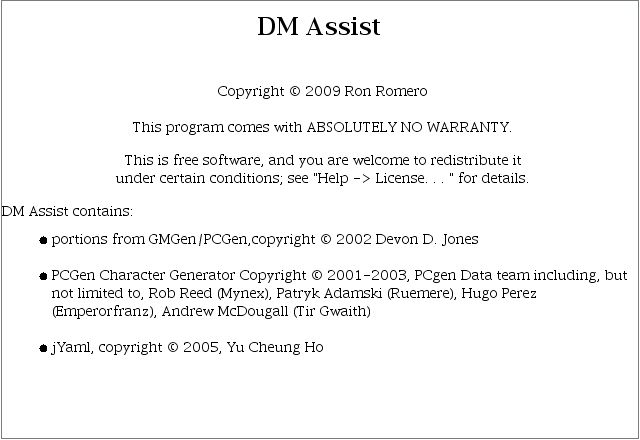 DM Assist
Copyright © 2009 Ron Romero
This program comes with ABSOLUTELY NO WARRANTY.
This is free software, and you are welcome to redistribute it
under certain conditions; see "Help -> License. . . " for details.
DM Assist contains:
● portions from GMGen/PCGen,copyright © 2002 Devon D. Jones
● PCGen Character Generator Copyright © 2001-2003, PCgen Data team including, but
not limited to, Rob Reed (Mynex), Patryk Adamski (Ruemere), Hugo Perez
(Emperorfranz), Andrew McDougall (Tir Gwaith)
● jYaml, copyright © 2005, Yu Cheung Ho